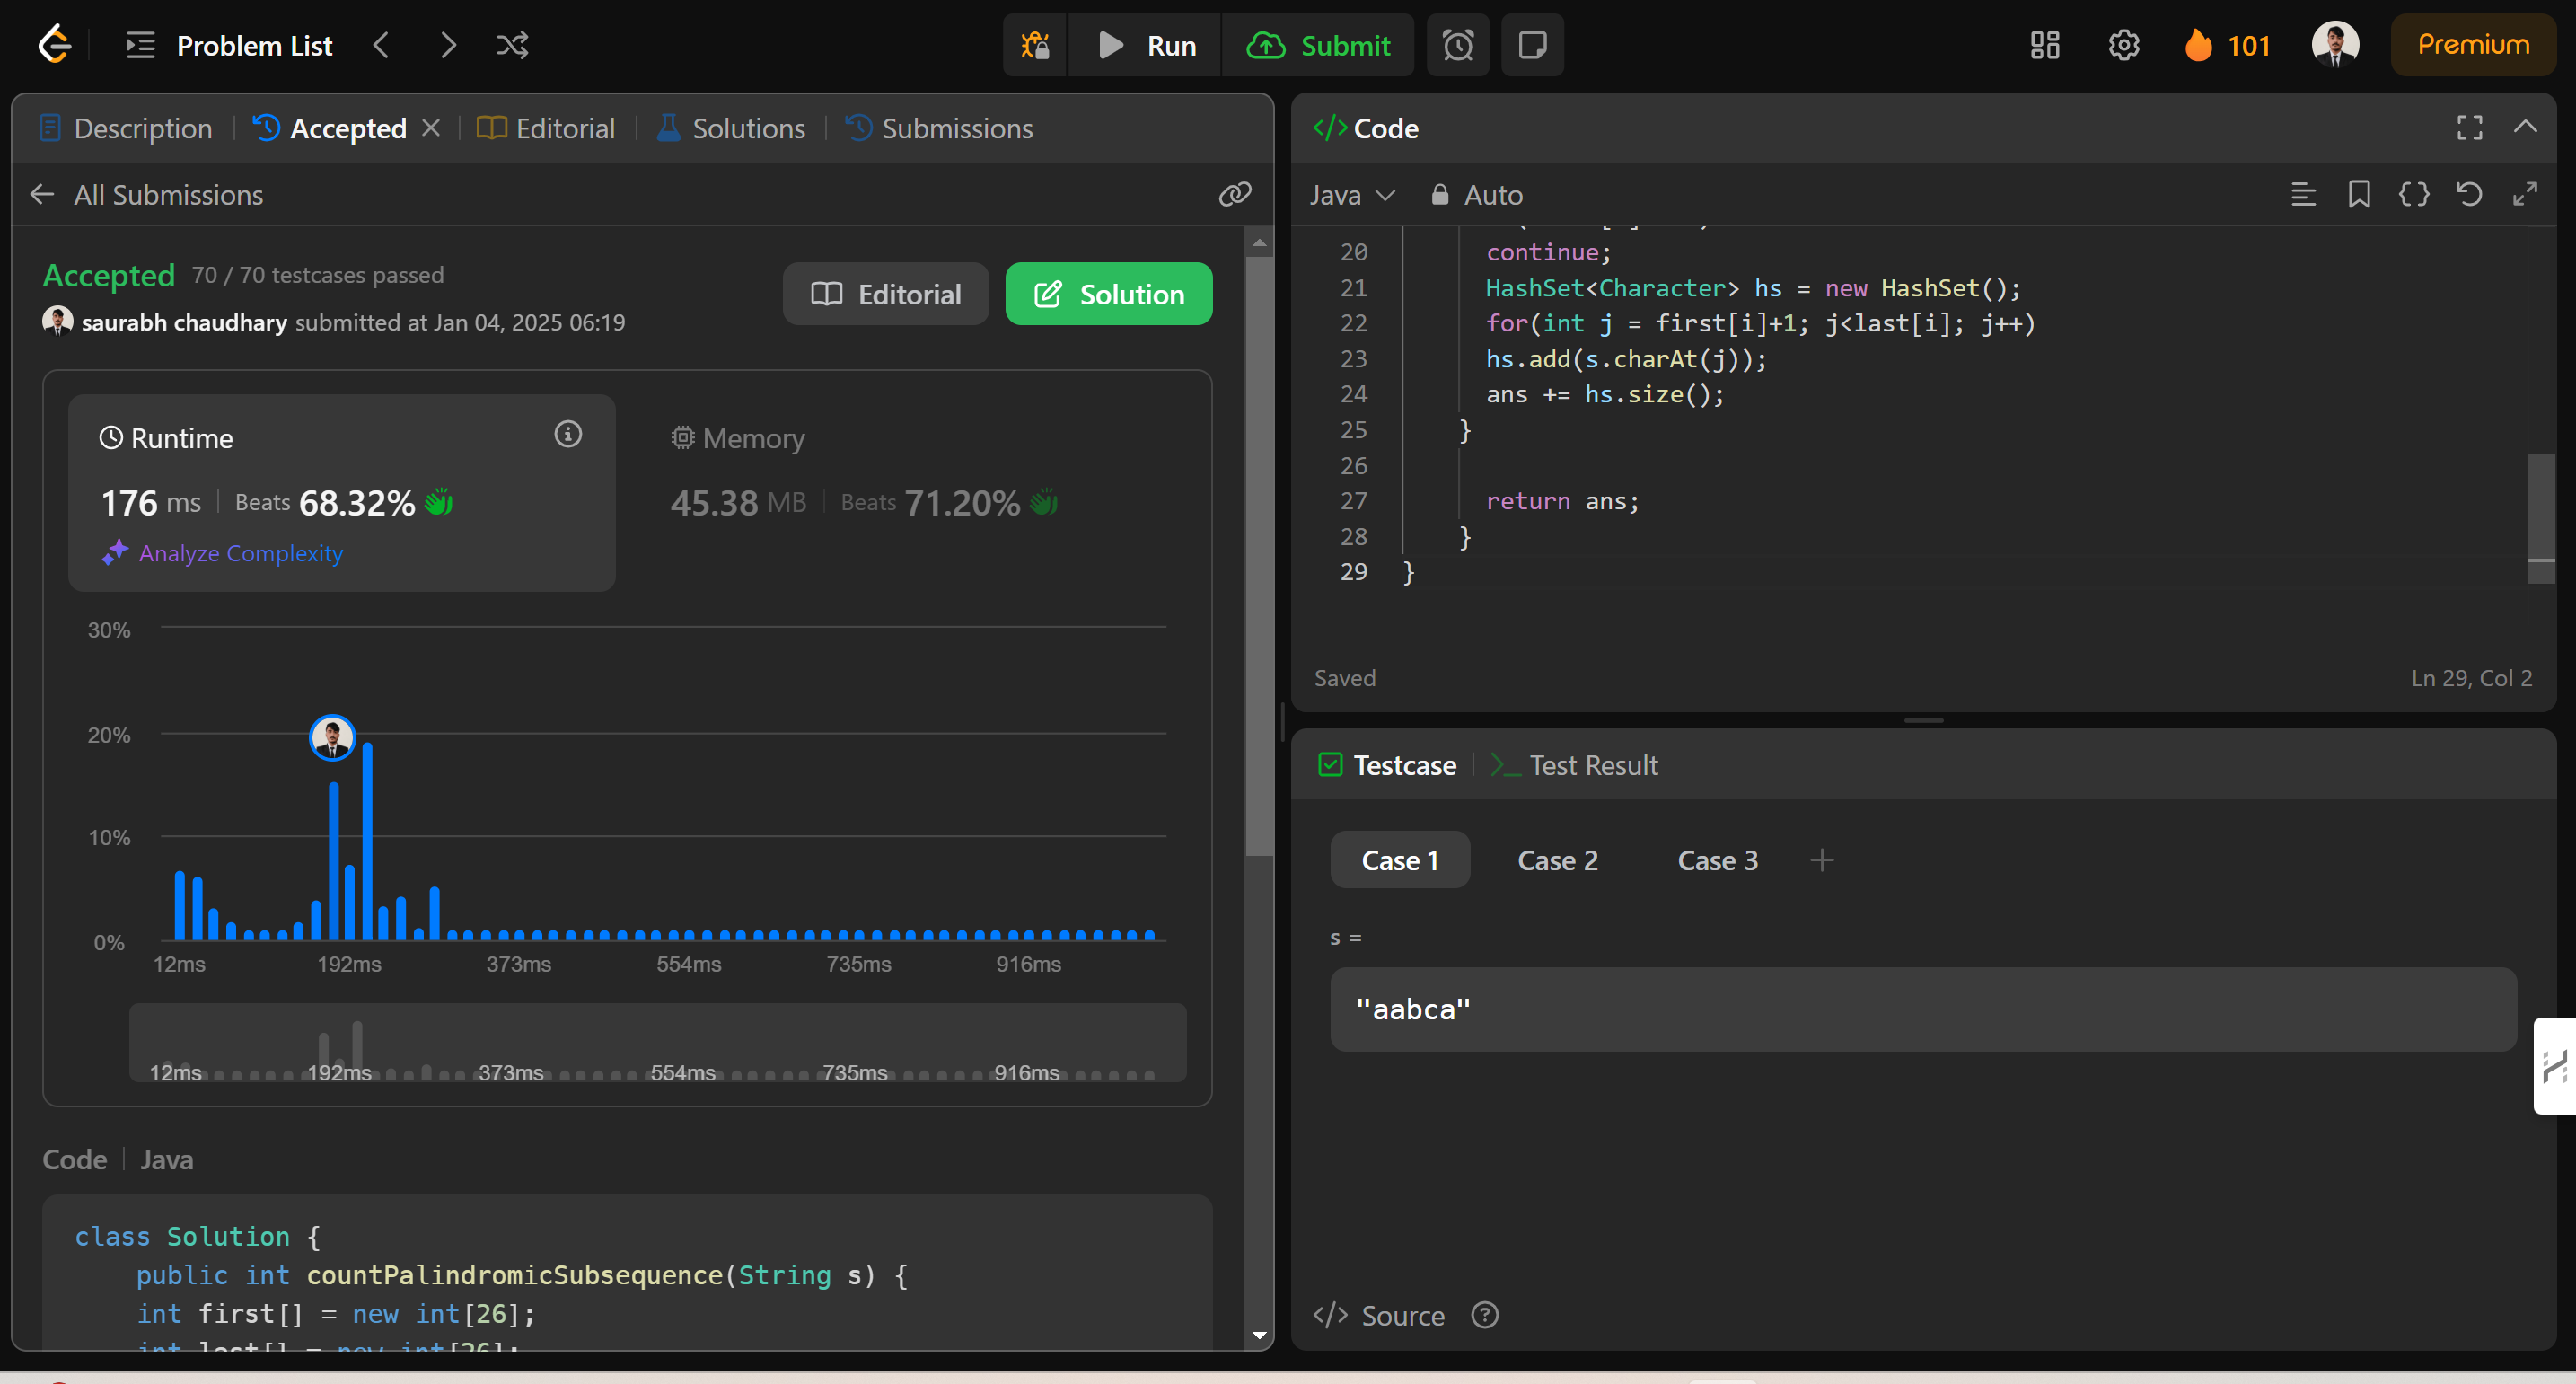 Problem List
Run
Submit
101
Premium
Description
Accepted
Editorial
Solutions
Submissions
All Submissions
Accepted 70 / 70 testcases passed
saurabh chaudhary submitted at Jan 04, 2025 06:19
Editorial
Solution
Runtime
176 ms | Beats 68.32%
Analyze Complexity
Memory
45.38 MB | Beats 71.20%
30%
20%
10%
0%
12ms 192ms 373ms 554ms 735ms 916ms
12ms 192ms 373ms 554ms 735ms 916ms
Code | Java
class Solution {
public int countPalindromicSubsequence(String s) {
int first[] = new int[26];
int last[] = new int[26];
</> Code
Java
Auto
20 continue;
21 HashSet<Character> hs = new HashSet();
22 for(int j = first[i]+1; j<last[i]; j++)
23 hs.add(s.charAt(j));
24 ans += hs.size();
25 }
26
27 return ans;
28 }
29 }
Saved
Ln 29, Col 2
Testcase
Test Result
Case 1
Case 2
Case 3
s =
"aabca"
</> Source